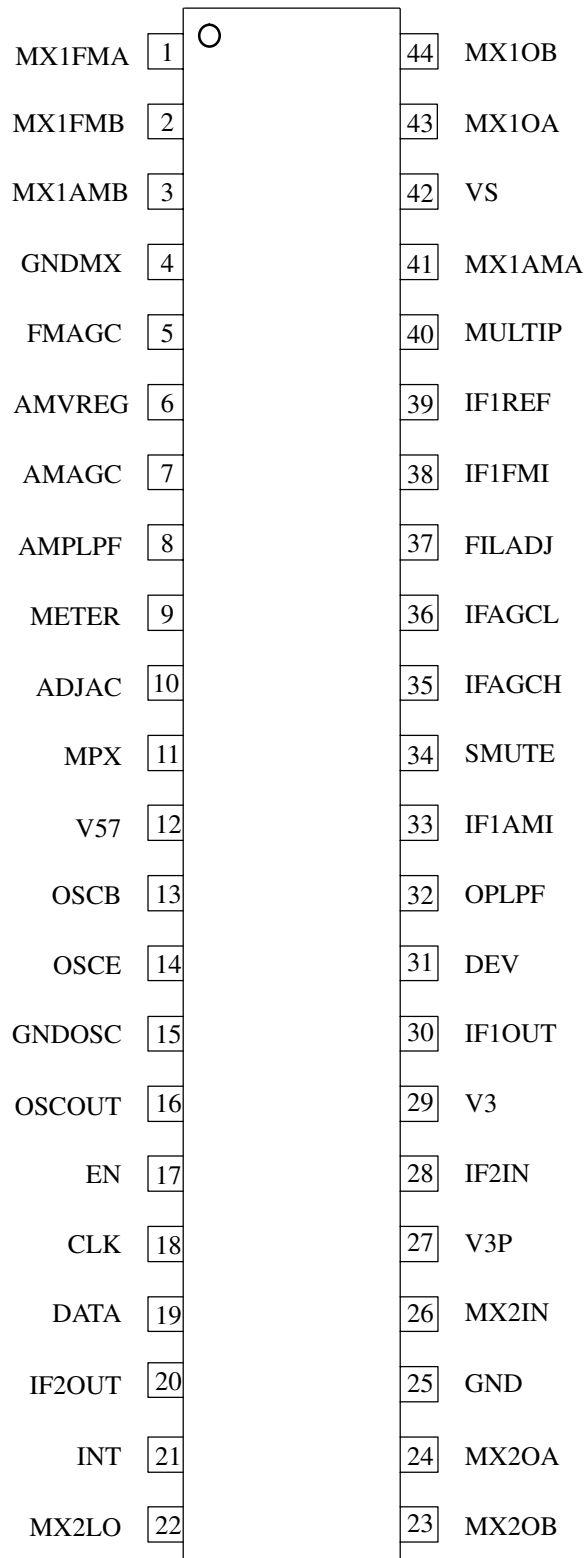 MX1FMA 1 44 MX1OB
MX1FMB 2 43 MX1OA
MX1AMB 3 42 VS
GNDMX 4 41 MX1AMA
FMAGC 5 40 MULTIP
AMVREG 6 39 IF1REF
AMAGC 7 38 IF1FMI
AMPLPF 8 37 FILADJ
METER 9 36 IFAGCL
ADJAC 10 35 IFAGCH
MPX 11 34 SMUTE
V57 12 33 IF1AMI
OSCB 13 32 OPLPF
OSCE 14 31 DEV
GNDOSC 15 30 IF1OUT
OSCOUT 16 29 V3
EN 17 28 IF2IN
CLK 18 27 V3P
DATA 19 26 MX2IN
IF2OUT 20 25 GND
INT 21 24 MX2OA
MX2LO 22 23 MX2OB